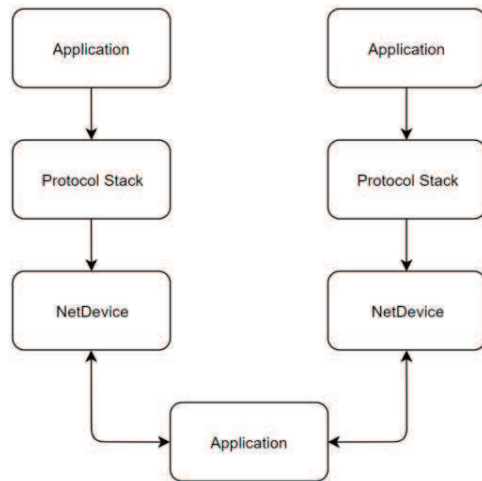 Application
Application
Protocol Stack
Protocol Stack
NetDevice
NetDevice
Application